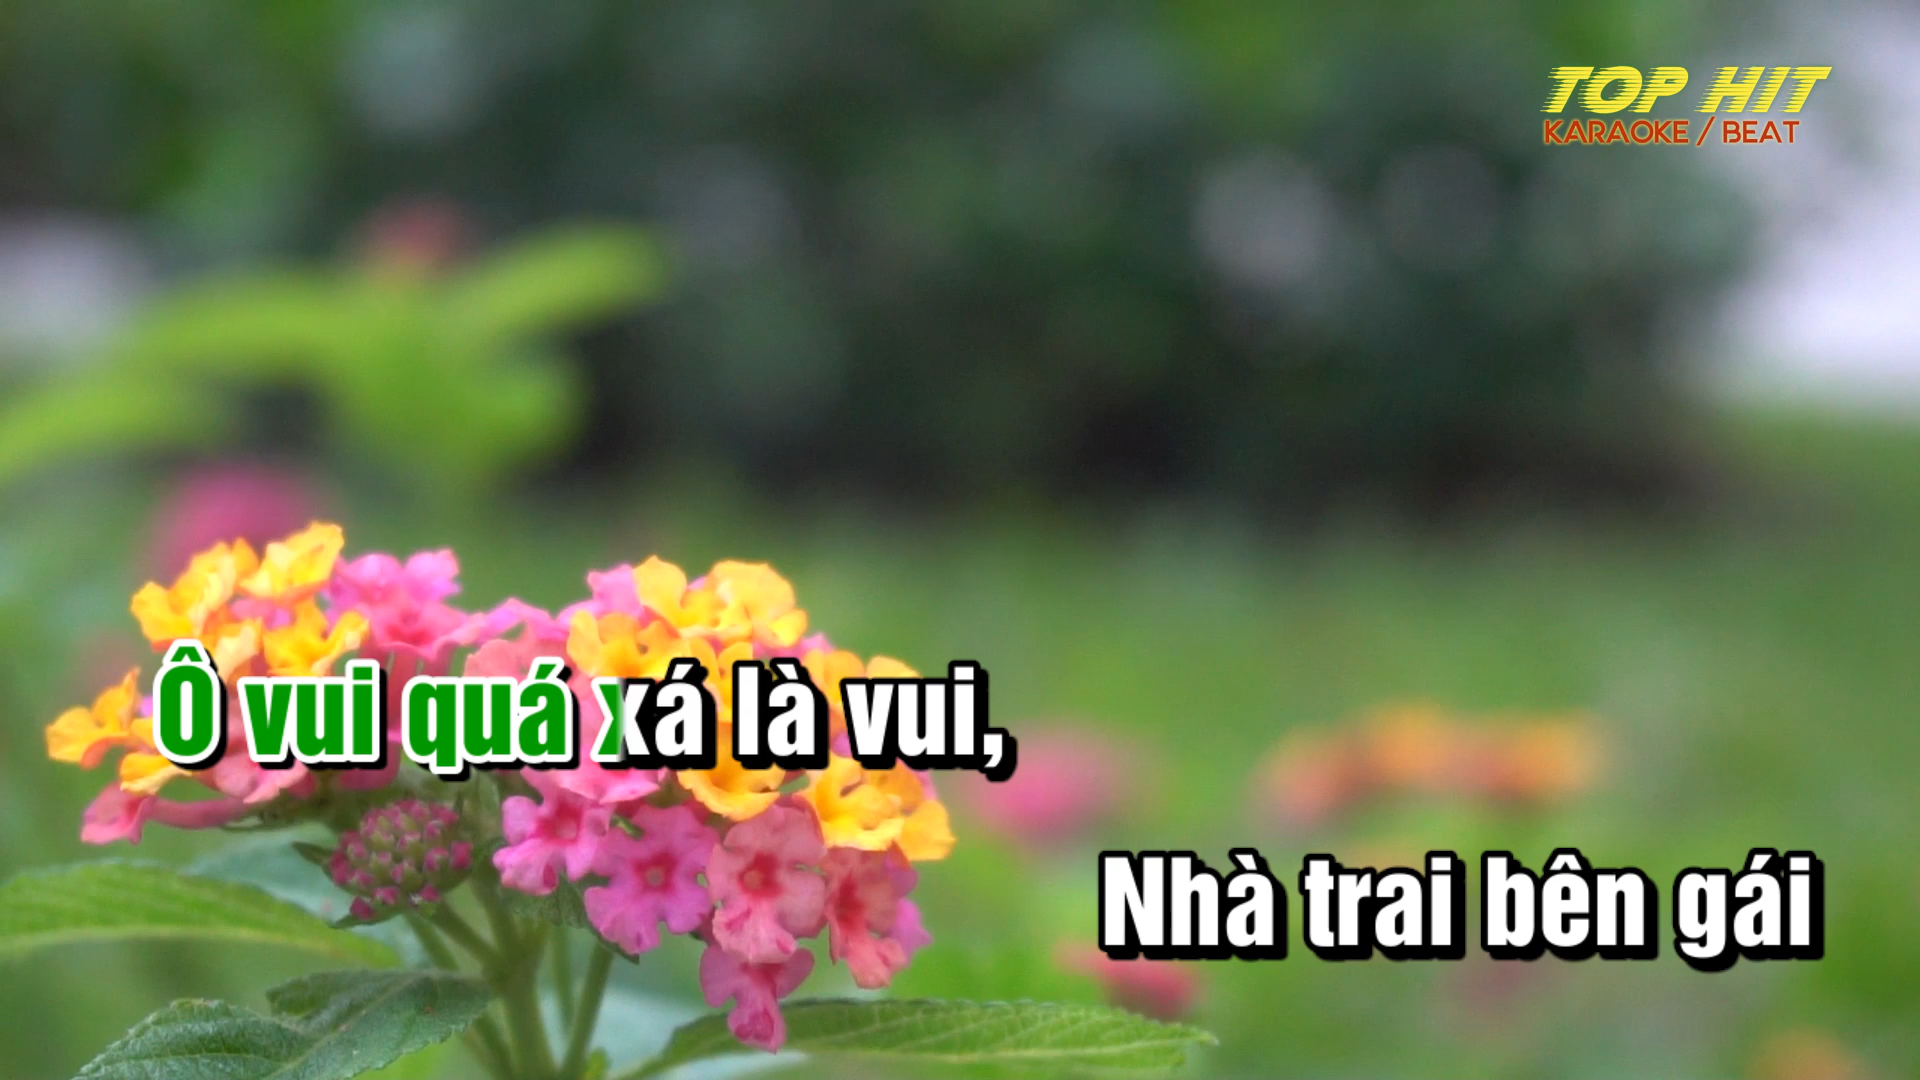 TOP HIT
KARAOKE / BEAT
Ô vui quá xá là vui,
Nhà trai bên gái